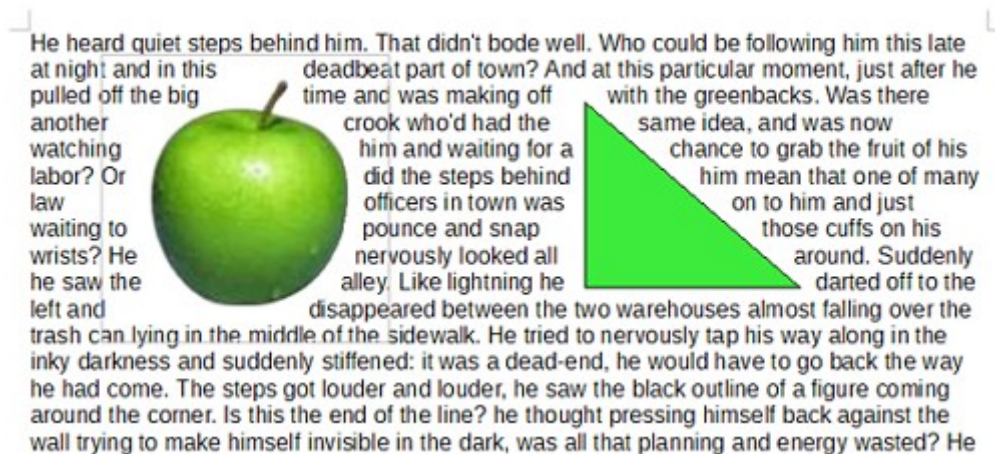 He heard quiet steps behind him. That didn't bode well. Who could be following him this late
at night and in this deadbeat part of town? And at this particular moment, just after he
pulled off the big time and was making off with the greenbacks. Was there
another crook who'd had the same idea, and was now
watching him and waiting for a chance to grab the fruit of his
labor? Or did the steps behind him mean that one of many
law officers in town was on to him and just
waiting to pounce and snap those cuffs on his
wrists? He nervously looked all around. Suddenly
he saw the alley. Like lightning he darted off to the
left and disappeared between the two warehouses almost falling over the
trash can lying in the middle of the sidewalk. He tried to nervously tap his way along in the
inky darkness and suddenly stiffened: it was a dead-end, he would have to go back the way
he had come. The steps got louder and louder, he saw the black outline of a figure coming
around the corner. Is this the end of the line? he thought pressing himself back against the
wall trying to make himself invisible in the dark, was all that planning and energy wasted? He